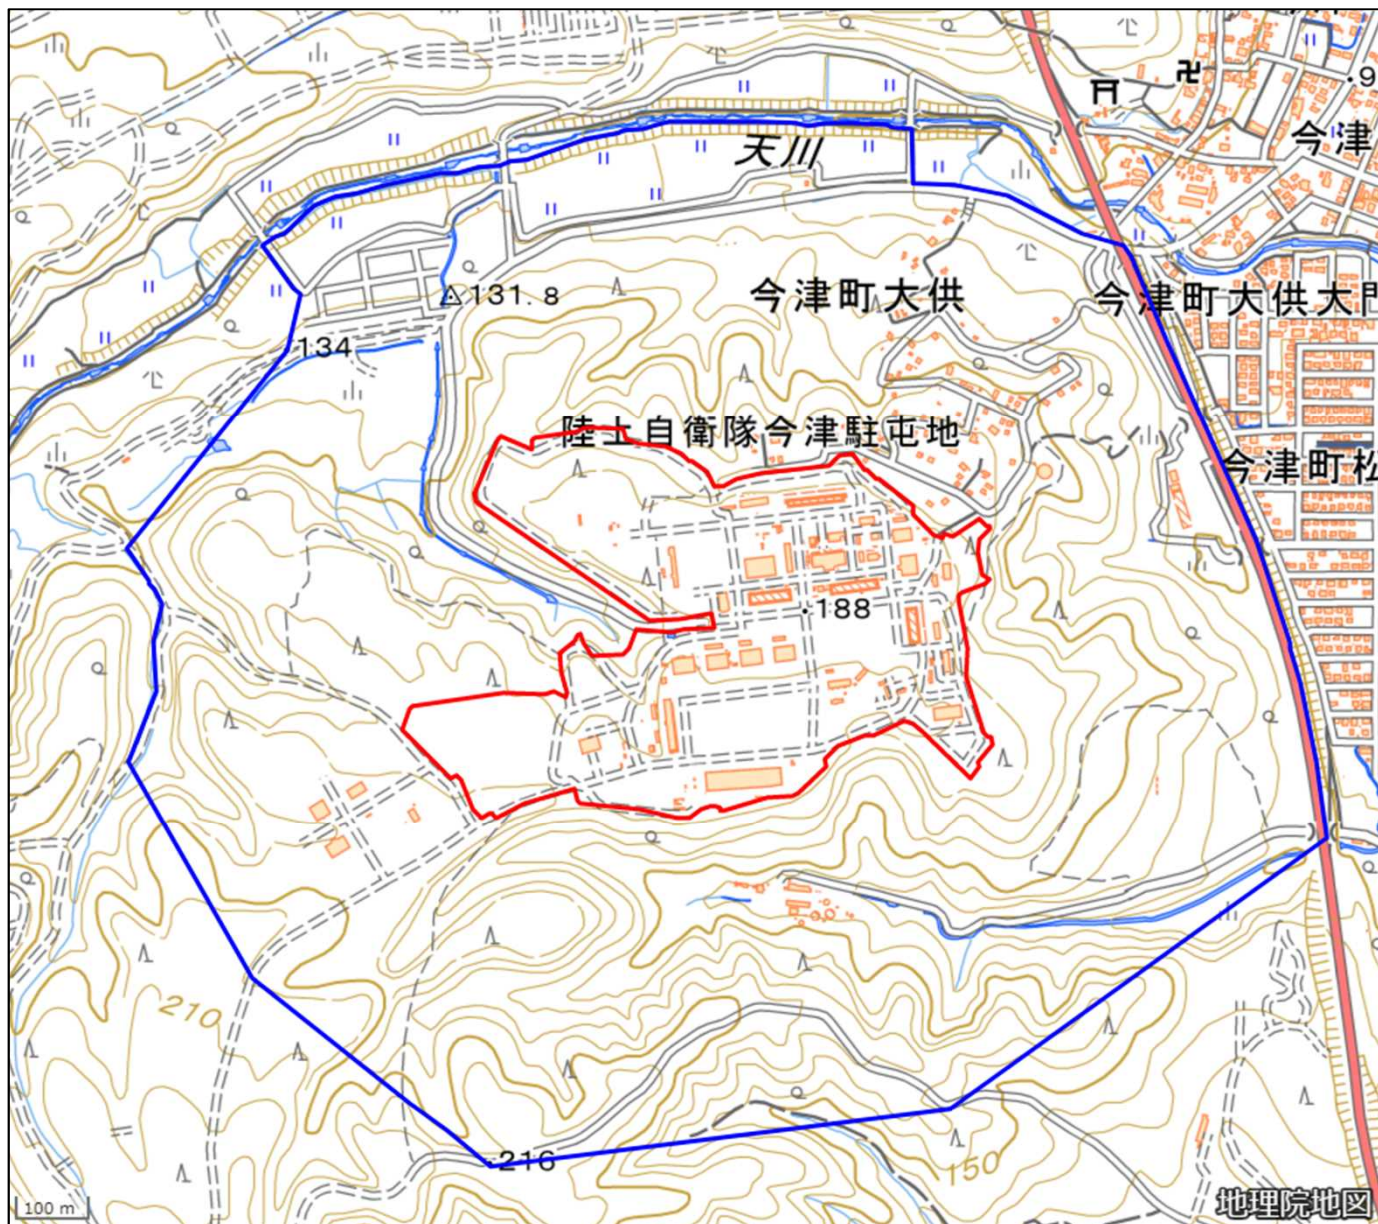 ・9
今津
天川
131.8
今津町大供
今津町大供大門
134
陸上自衛隊今津駐屯地
今津町松
・188
210
216
150
100 m
地理院地図